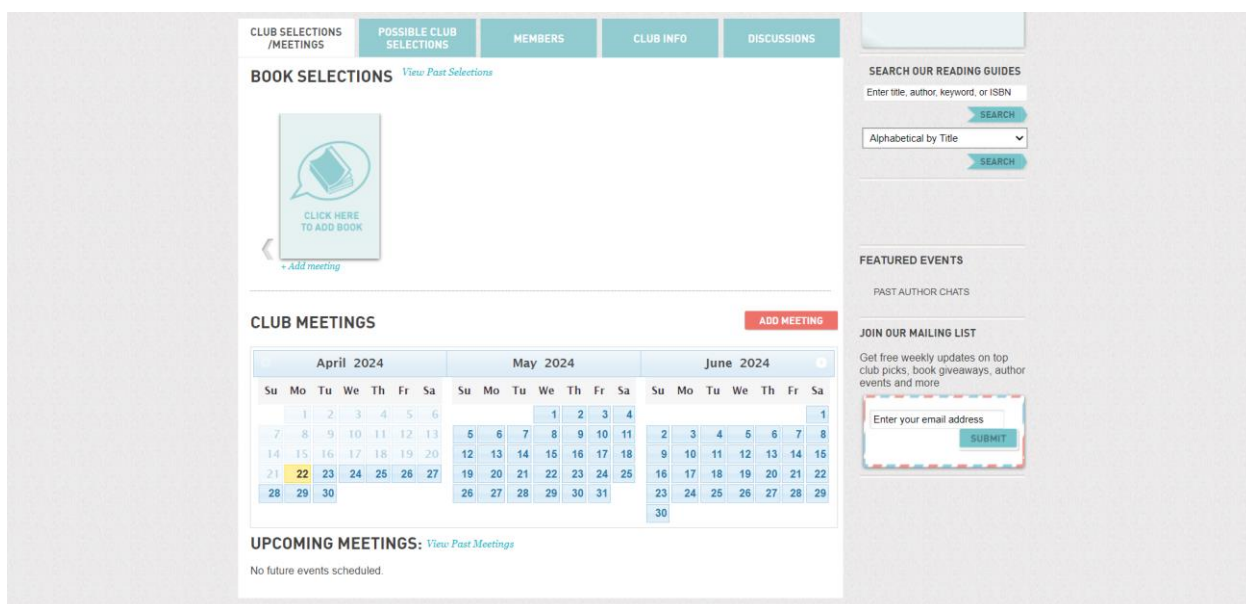 CLUB SELECTIONS
/MEETINGS
POSSIBLE CLUB
SELECTIONS
MEMBERS
CLUB INFO
DISCUSSIONS
BOOK SELECTIONS View Past Selections
CLICK HERE
TO ADD BOOK
+ Add meeting
CLUB MEETINGS
ADD MEETING
April 2024
Su Mo Tu We Th Fr Sa
1 2 3 4 5 6
7 8 9 10 11 12 13
14 15 16 17 18 19 20
21 22 23 24 25 26 27
28 29 30
May 2024
Su Mo Tu We Th Fr Sa
1 2 3 4
5 6 7 8 9 10 11
12 13 14 15 16 17 18
19 20 21 22 23 24 25
26 27 28 29 30 31
June 2024
Su Mo Tu We Th Fr Sa
1
2 3 4 5 6 7 8
9 10 11 12 13 14 15
16 17 18 19 20 21 22
23 24 25 26 27 28 29
30
UPCOMING MEETINGS: View Past Meetings
No future events scheduled.
SEARCH OUR READING GUIDES
Enter title, author, keyword, or ISBN
SEARCH
Alphabetical by Title
SEARCH
FEATURED EVENTS
PAST AUTHOR CHATS
JOIN OUR MAILING LIST
Get free weekly updates on top
club picks, book giveaways, author
events and more
Enter your email address
SUBMIT